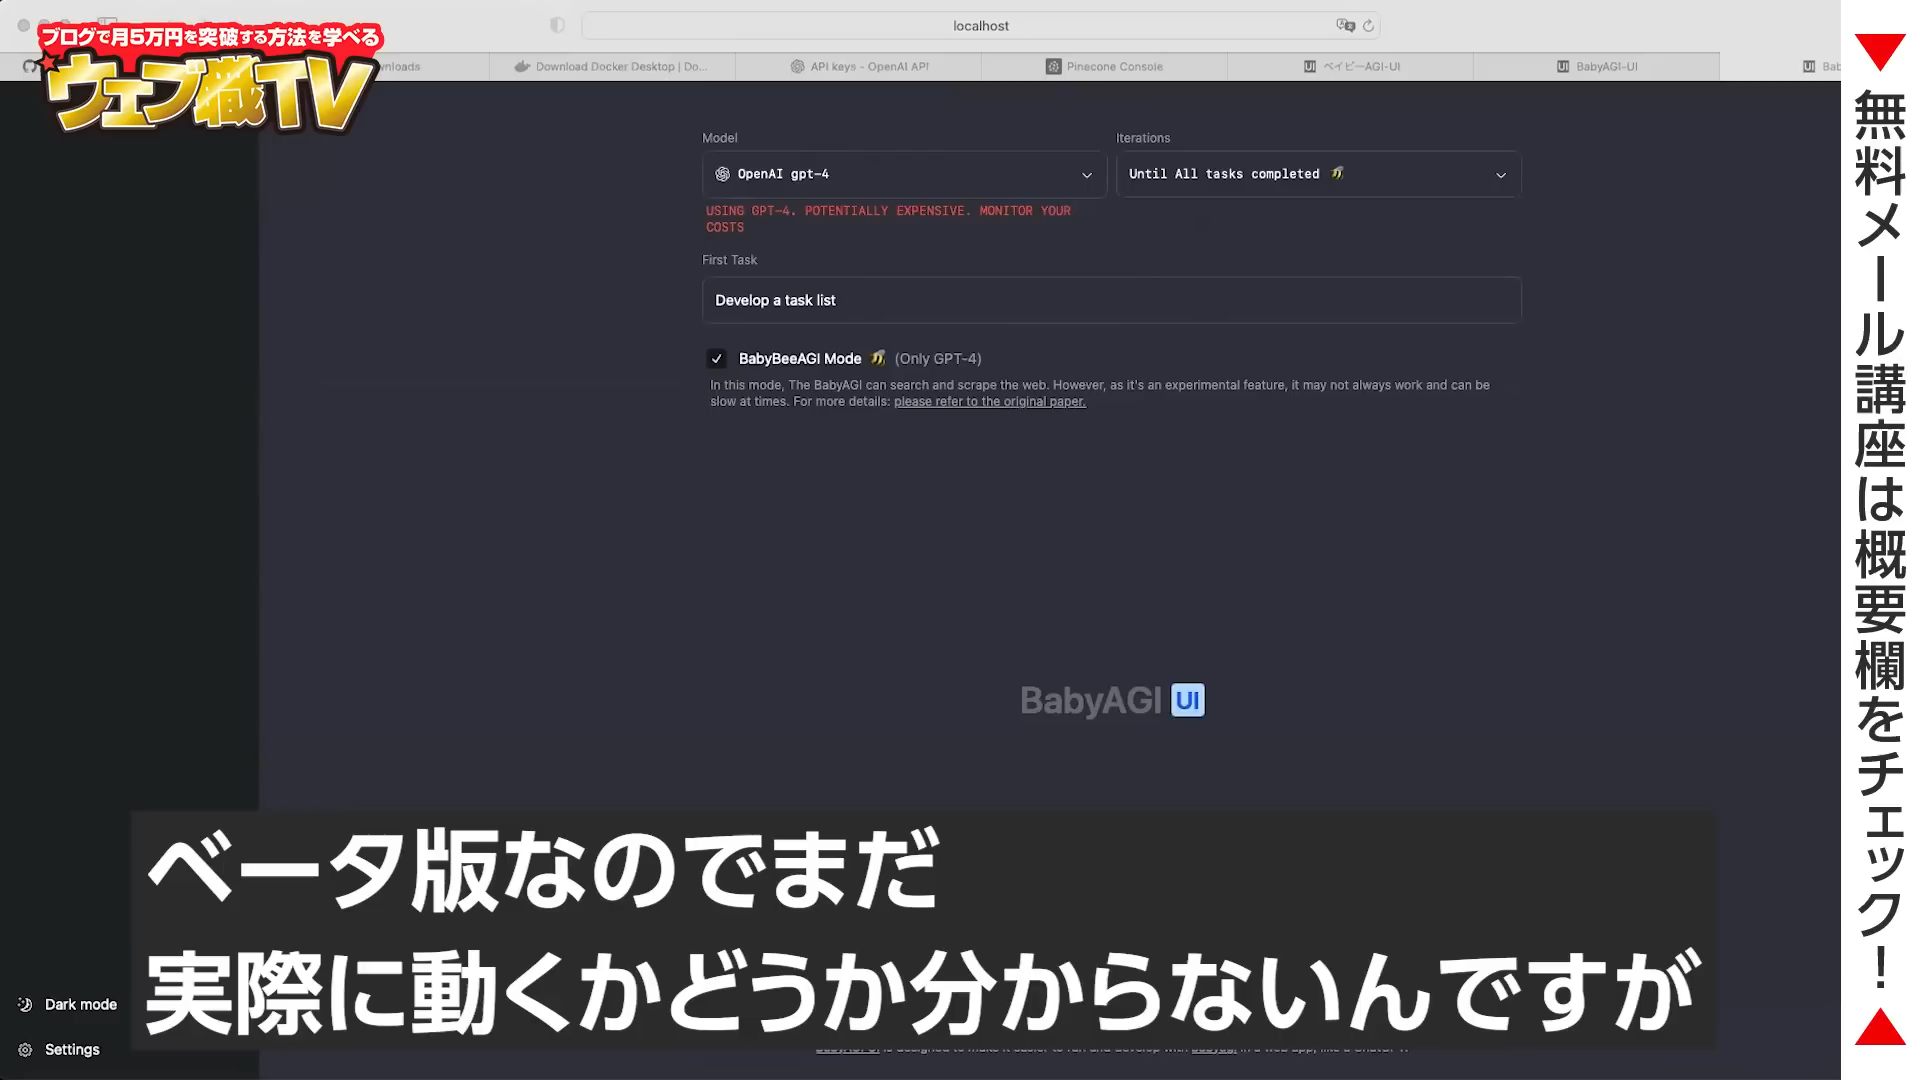 localhost
ブログで月5万円を突破する方法を学べる
ウェブ職TV
Download Docker Desktop | Do...
API keys - OpenAI API
Pinecone Console
ベイビーAGI-UI
BabyAGI-UI
Model
Iterations
OpenAI gpt-4
Until All tasks completed
USING GPT-4. POTENTIALLY EXPENSIVE. MONITOR YOUR
COSTS
First Task
Develop a task list
BabyBeeAGI Mode (Only GPT-4)
In this mode, The BabyAGI can search and scrape the web. However, as it's an experimental feature, it may not always work and can be
slow at times. For more details: please refer to the original paper.
BabyAGI UI
ベータ版なのでまだ
実際に動くかどうか分からないんですが
Dark mode
Settings
▼無料メール講座は概要欄をチェック!▲